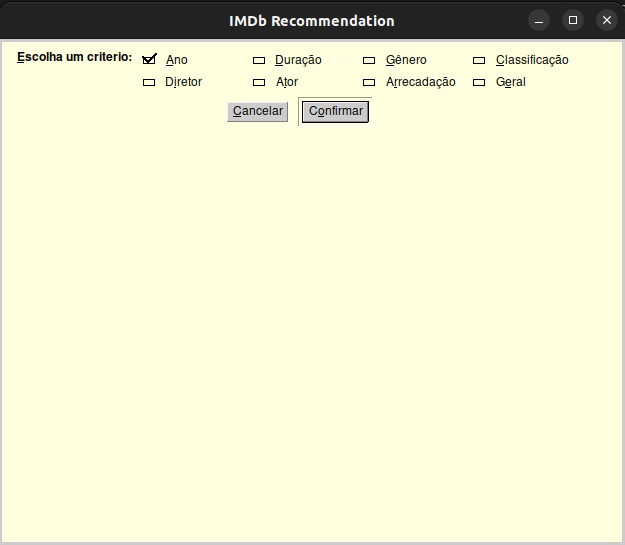 IMDb Recommendation
Escolha um criterio: Ano Duração Gênero Classificação
Diretor Ator Arrecadação Geral
Cancelar Confirmar